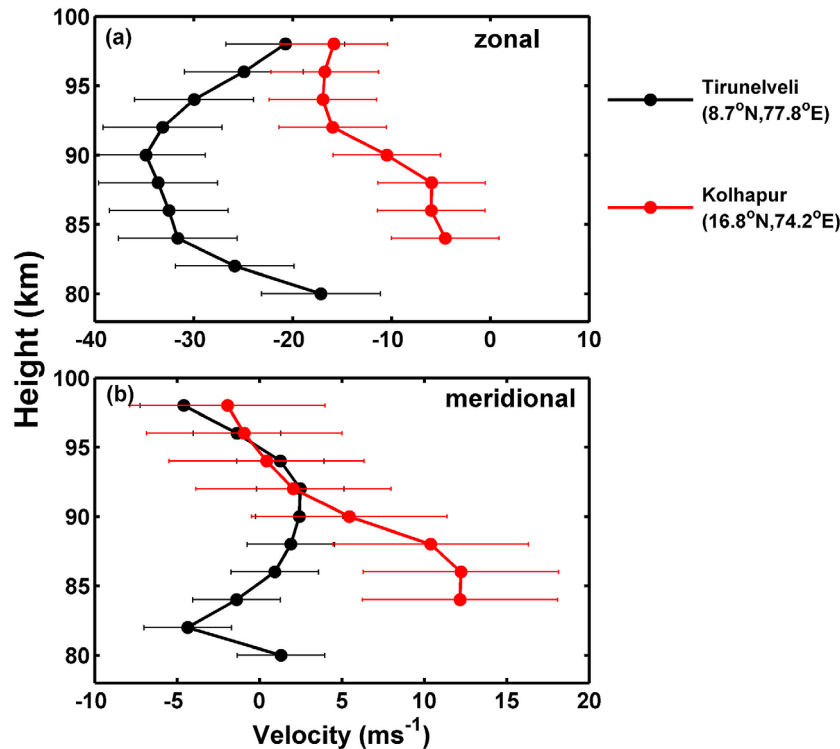 (a)
zonal
100
95
90
85
80
-40 -30 -20 -10 0 10
Tirunelveli
(8.7°N,77.8°E)
Kolhapur
(16.8°N,74.2°E)
Height (km)
(b)
meridional
100
95
90
85
80
-10 -5 0 5 10 15 20
Velocity (ms⁻¹)